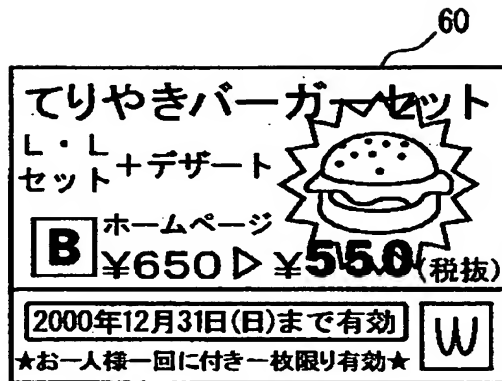 60
てりやきバーガーセット
L・L
セット+デザート
B ホームページ
¥650▷¥550(税抜)
2000年12月31日(日)まで有効
W
★お一人様一回に付き一枚限り有効★